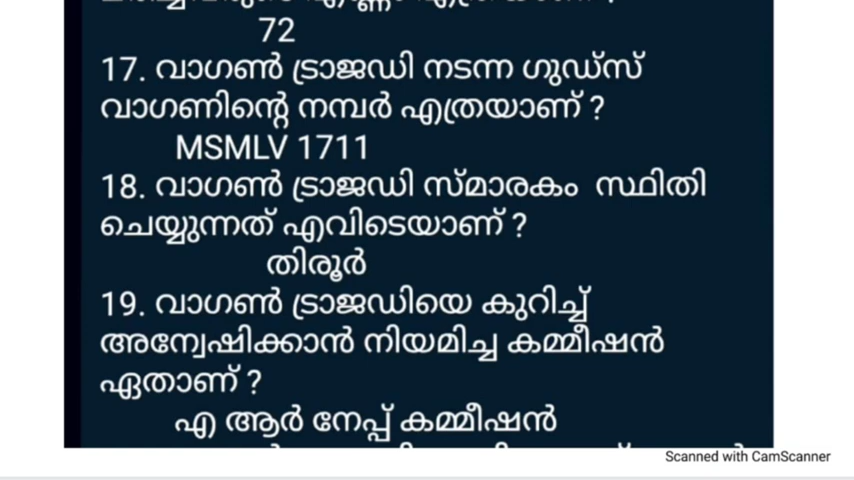 72
17. വാഗൺ ട്രാജഡി നടന്ന ഗുഡ്സ്
വാഗണിന്റെ നമ്പർ എത്രയാണ് ?
MSMLV 1711
18. വാഗൺ ട്രാജഡി സ്മാരകം സ്ഥിതി
ചെയ്യുന്നത് എവിടെയാണ് ?
തിരൂർ
19. വാഗൺ ട്രാജഡിയെ കുറിച്ച്
അന്വേഷിക്കാൻ നിയമിച്ച കമ്മീഷൻ
ഏതാണ് ?
എ ആർ നേപ്പ് കമ്മീഷൻ
Scanned with CamScanner